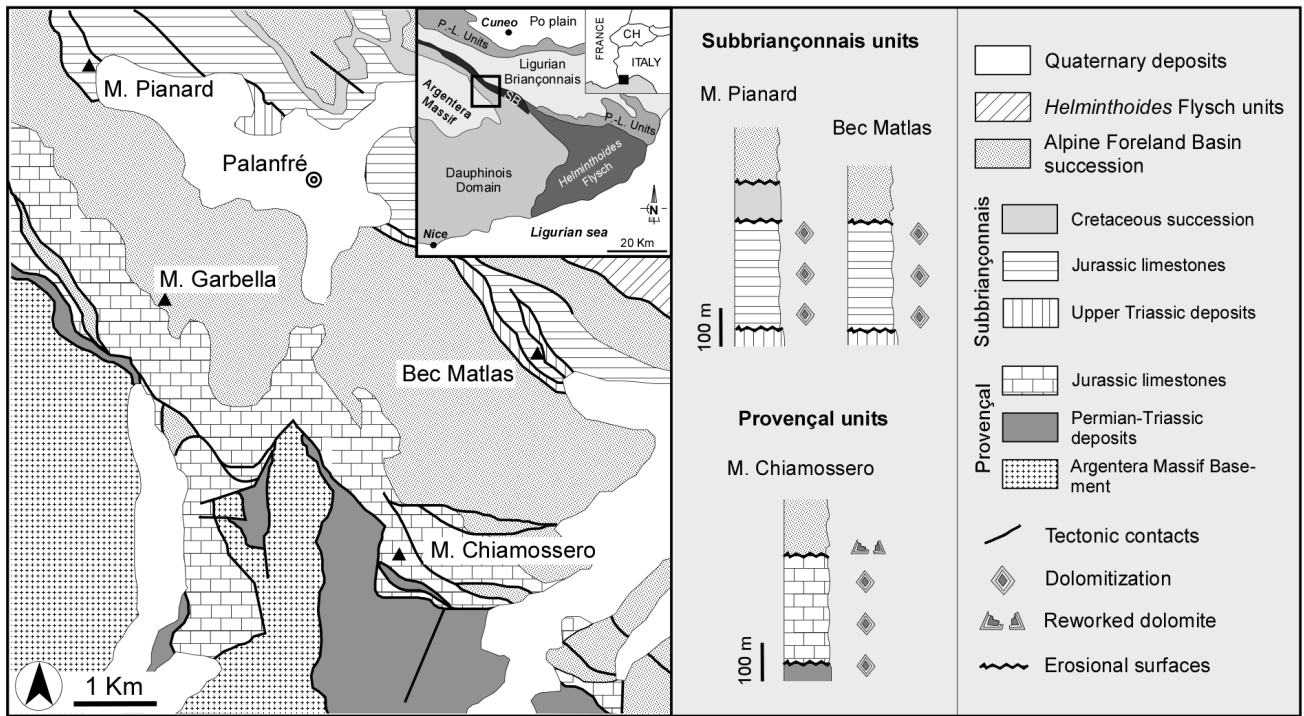 M. Pianard
Palanfré
M. Garbella
Bec Matlas
M. Chiamossero
1 Km
Cuneo
Po plain
P.-L. Units
Ligurian
Briançonnais
Argentera
Massif
SB
P.-L. Units
Dauphinois
Domain
Helminthoides
Flysch
N
Nice
Ligurian sea
20 Km
FRANCE
CH
ITALY
Subbriançonnais units
M. Pianard
Bec Matlas
100 m
Provençal units
M. Chiamossero
100 m
Quaternary deposits
Helminthoides Flysch units
Alpine Foreland Basin
succession
Subbriançonnais
Cretaceous succession
Jurassic limestones
Upper Triassic deposits
Provençal
Jurassic limestones
Permian-Triassic
deposits
Argentera Massif Base-
ment
Tectonic contacts
Dolomitization
Reworked dolomite
Erosional surfaces